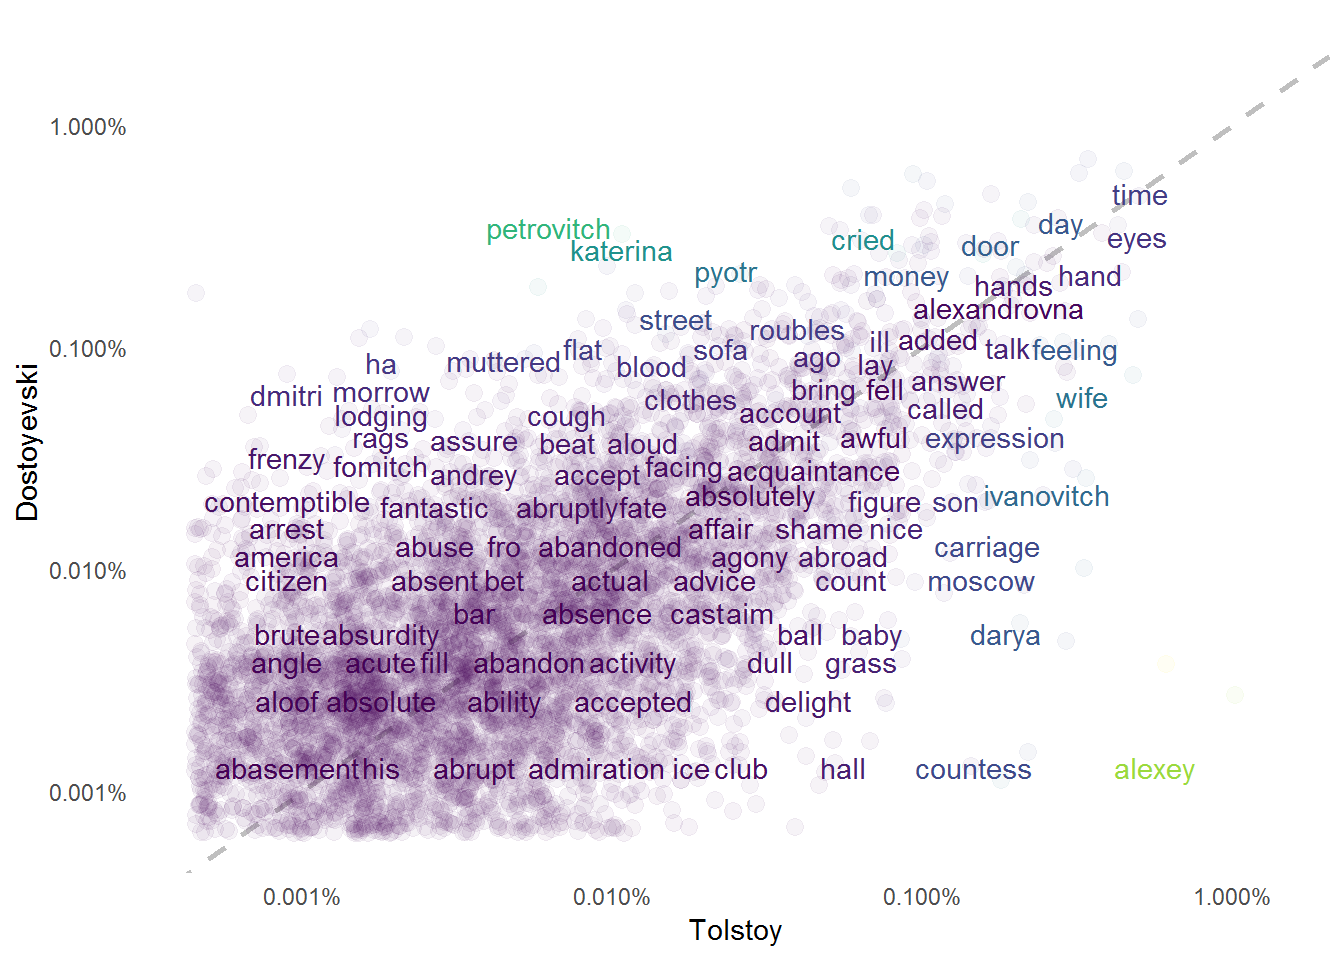 1.000%
time
petrovitch
cried
day
eyes
katerina
door
pyotr
money
hand
hands
alexandrovna
street
roubles
0.100%
muttered
flat
sofa
ill
added
talk
feeling
ha
blood
ago
lay
dmitri
morrow
clothes
bring
fell
answer
wife
lodging
cough
account
called
rags
assure
beat
aloud
admit
awful
expression
frenzy
fomitch
andrey
accept
facing
acquaintance
contemptible
fantastic
abruptly
fate
absolutely
figure
son
ivanovitch
arrest
affair
shame
nice
america
abuse
fro
abandoned
agony
abroad
carriage
0.010%
citizen
absent
bet
actual
advice
count
moscow
bar
absence
cast
aim
brute
absurdity
ball
baby
darya
angle
acute
fill
abandon
activity
dull
grass
aloof
absolute
ability
accepted
delight
0.001%
abasement
his
abrupt
admiration
ice
club
hall
countess
alexey
0.001%
0.010%
0.100%
1.000%
Tolstoy
Dostoyevski